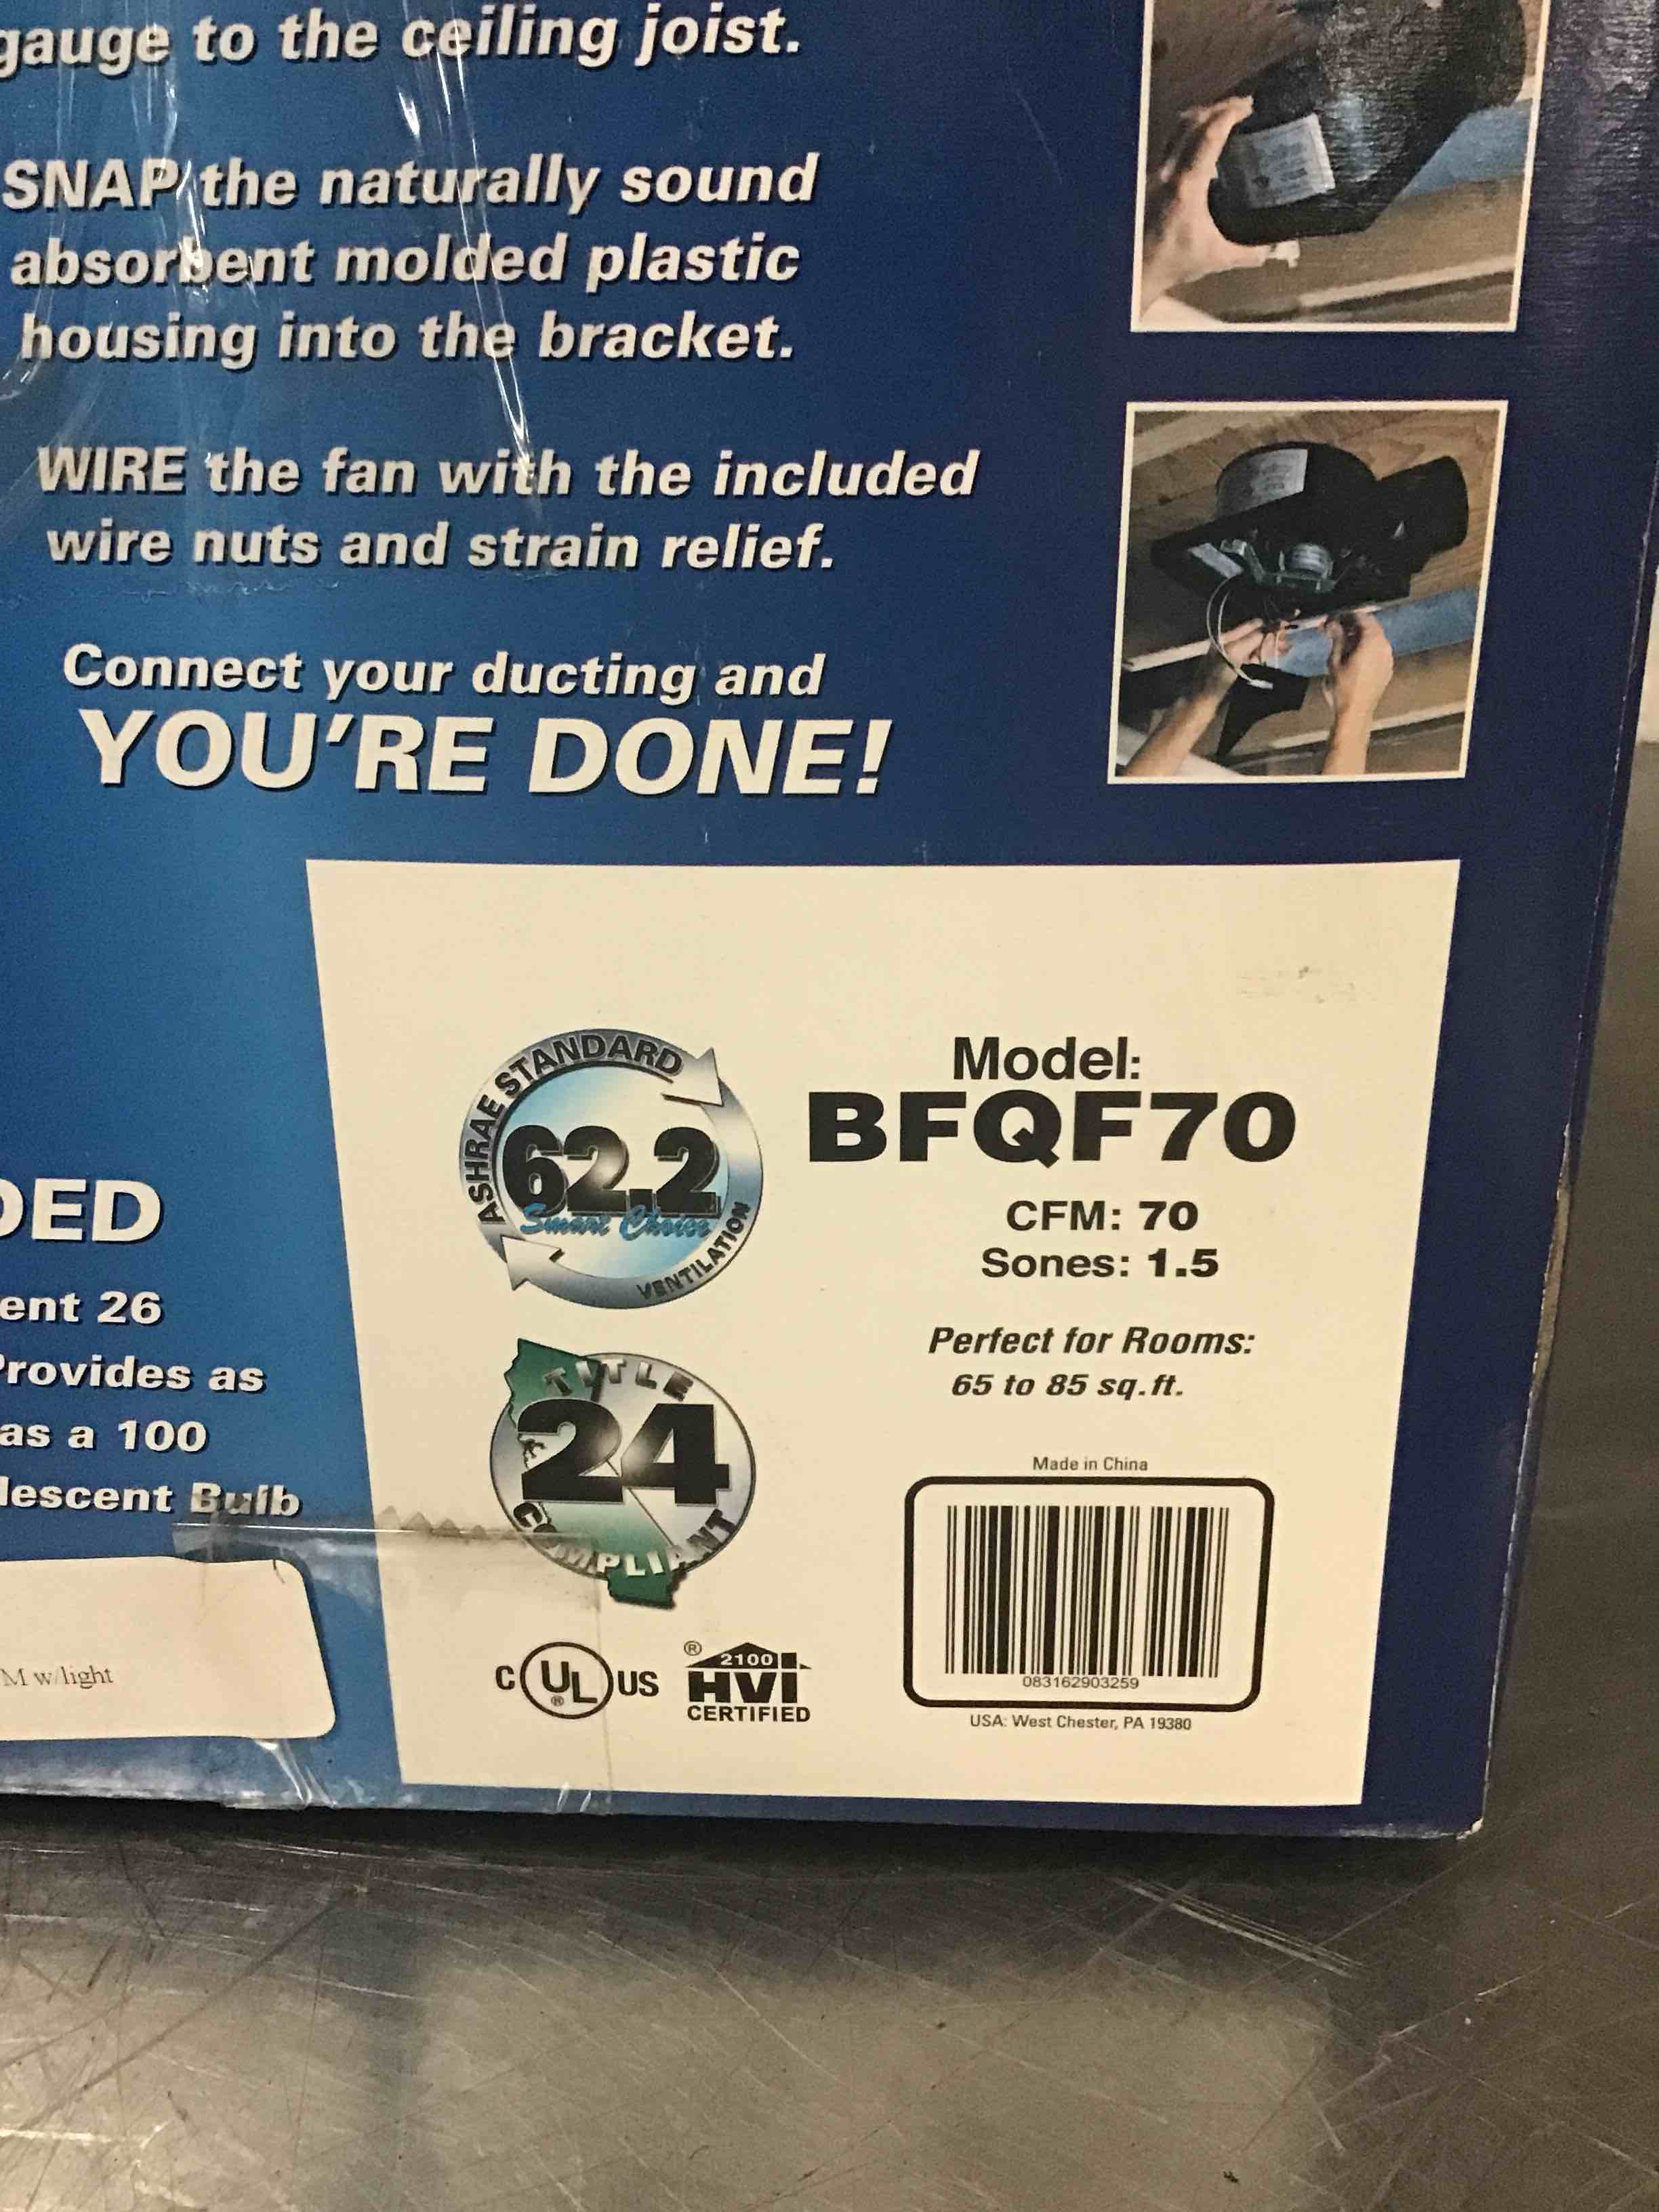 gauge to the ceiling joist.
SNAP the naturally sound
absorbent molded plastic
housing into the bracket.
WIRE the fan with the included
wire nuts and strain relief.
Connect your ducting and
YOU'RE DONE!
DED
ent 26
Provides as
as a 100
descent Bulb
M w/light
ASHRAE STANDARD
62.2
Smart Choice
VENTILATION
TITLE
24
COMPLIANT
C UL® US
® 2100
HVI
CERTIFIED
Model:
BFQF70
CFM: 70
Sones: 1.5
Perfect for Rooms:
65 to 85 sq.ft.
Made in China
083162903259
USA: West Chester, PA 19380